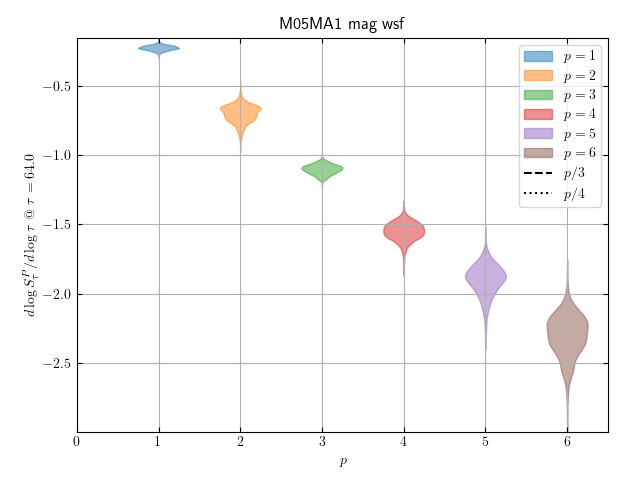 M05MA1 mag wsf
d log S_τ^p / d log τ @ τ = 64.0
−0.5
−1.0
−1.5
−2.0
−2.5
0 1 2 3 4 5 6
p
p = 1
p = 2
p = 3
p = 4
p = 5
p = 6
p/3
p/4